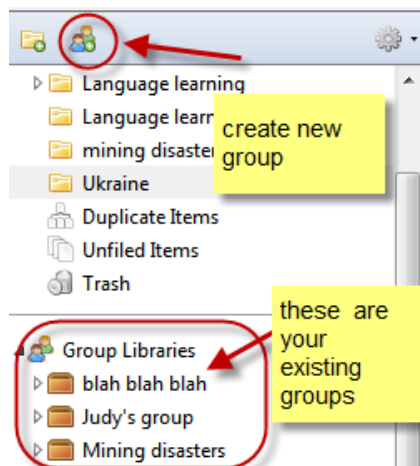 Language learning
Language learn
create new
group
mining disaste
Ukraine
Duplicate Items
Unfiled Items
Trash
these are
your
existing
groups
Group Libraries
blah blah blah
Judy's group
Mining disasters